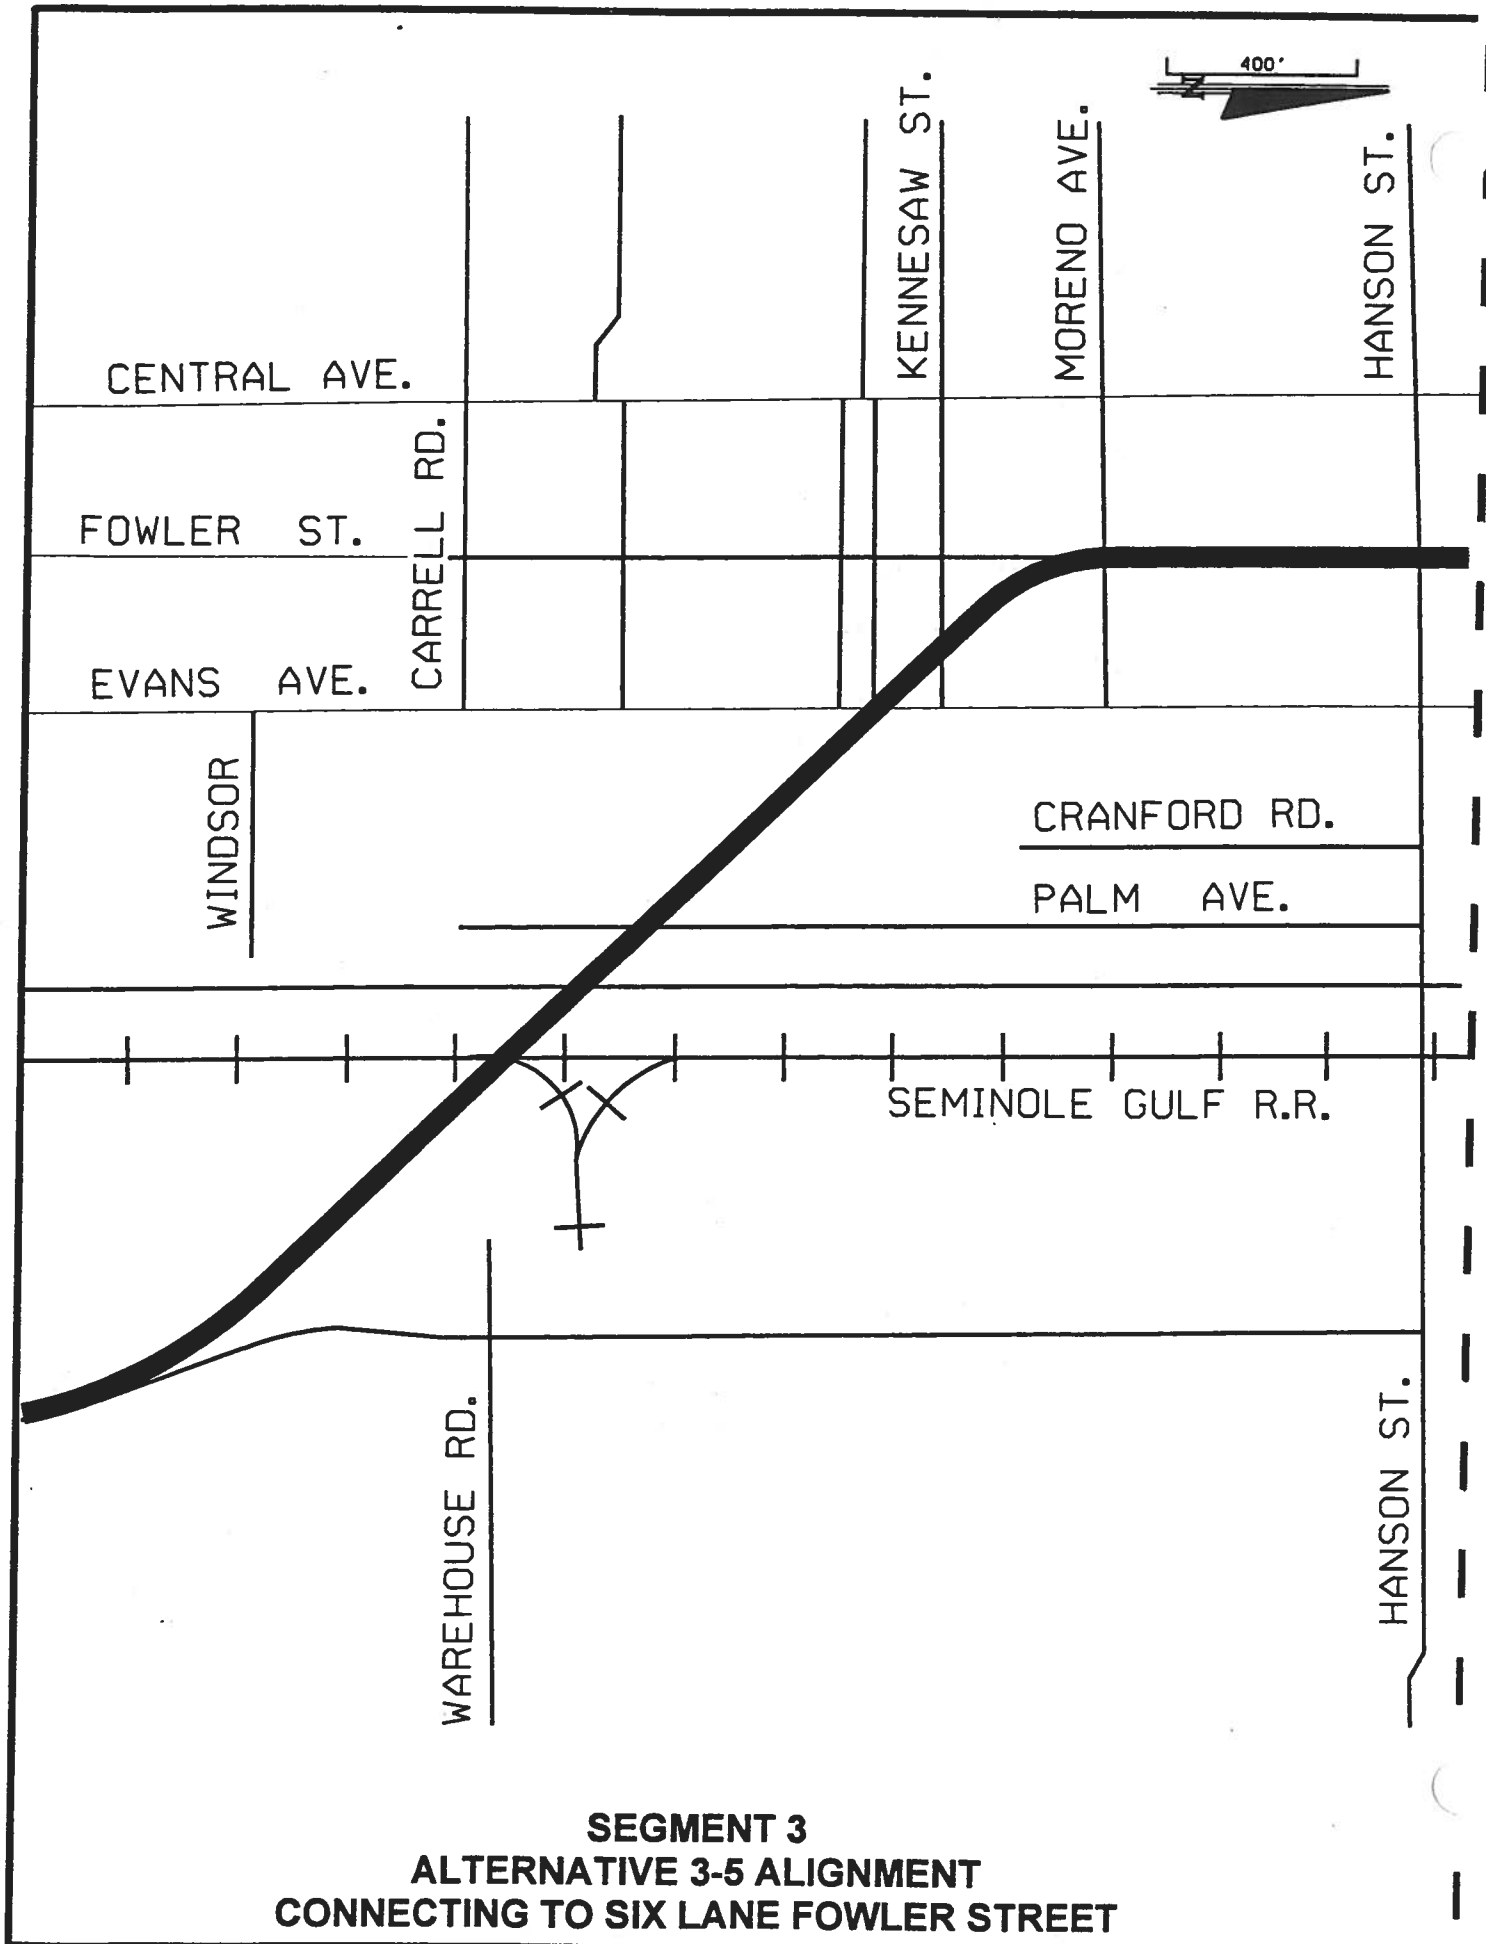 400'
N
KENNESAW ST.
MORENO AVE.
HANSON ST.
CENTRAL AVE.
CARRELL RD.
FOWLER ST.
EVANS AVE.
WINDSOR
CRANFORD RD.
PALM AVE.
SEMINOLE GULF R.R.
WAREHOUSE RD.
HANSON ST.
SEGMENT 3
ALTERNATIVE 3-5 ALIGNMENT
CONNECTING TO SIX LANE FOWLER STREET